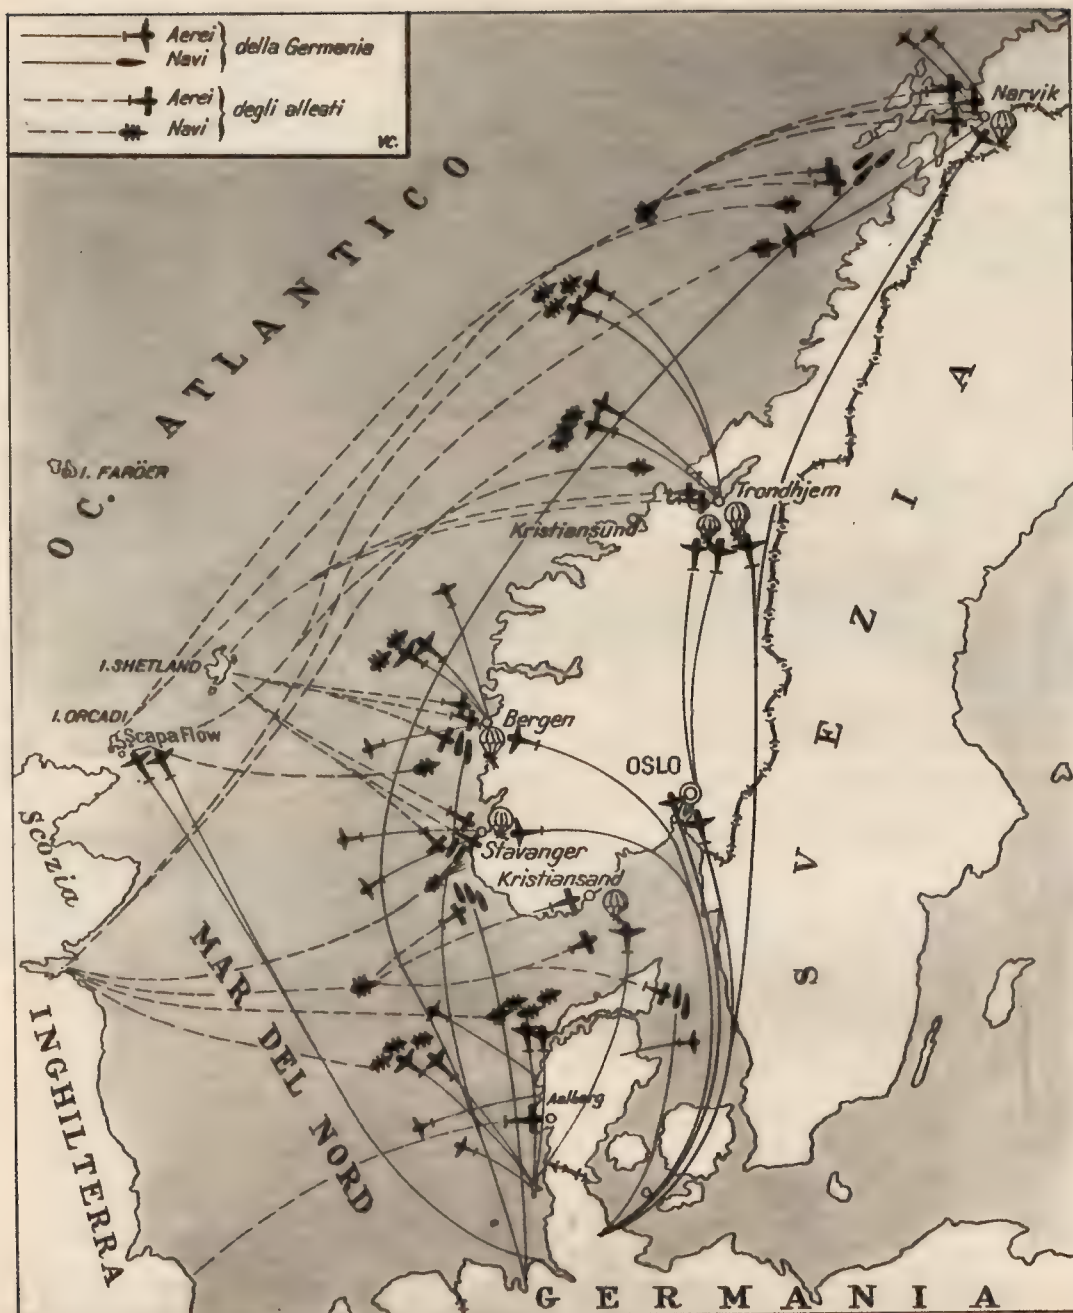 Aerei
Navi
della Germania
Aerei
Navi
degli alleati
VC.
Narvik
OC. ATLANTICO
I. FARÖER
Trondhjem
Kristiansund
SVEZIA
I. SHETLAND
I. ORCADI
Scapa Flow
Bergen
OSLO
Scozia
Stavanger
Kristiansand
MAR DEL NORD
INGHILTERRA
Aalborg
GERMANIA